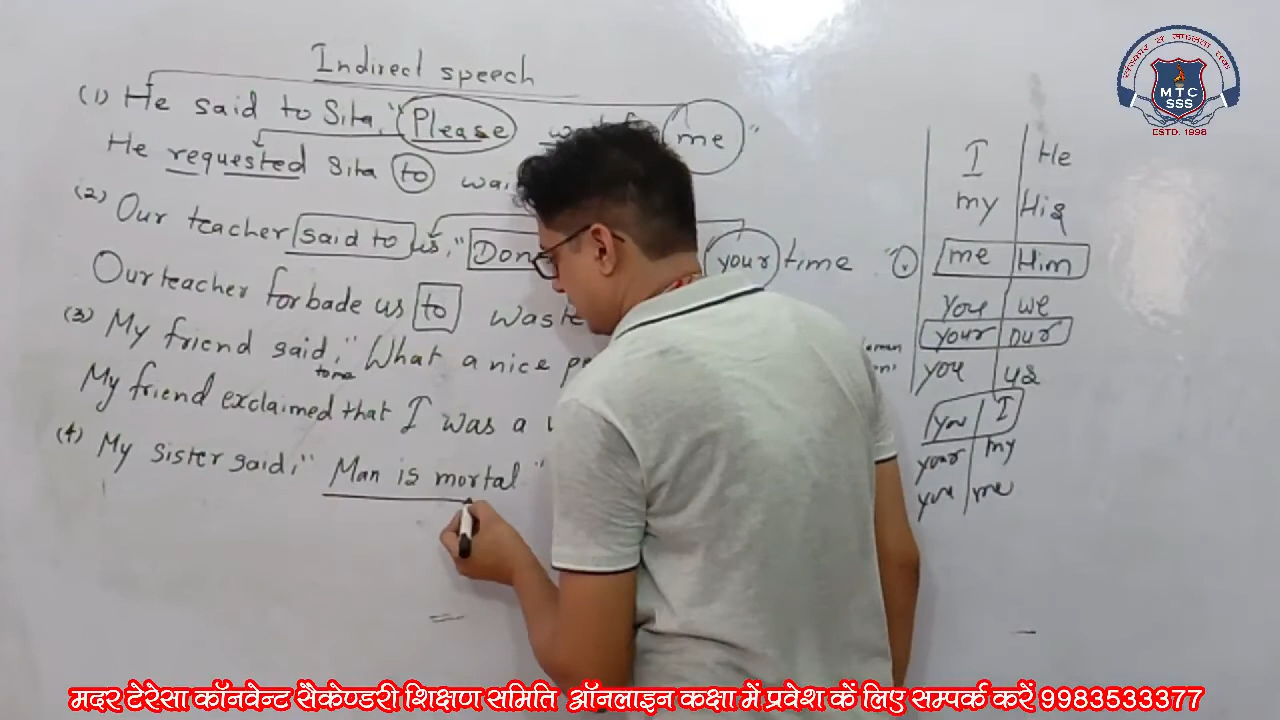 Indirect speech
(1) He said to Sita, "Please me"
He requested Sita to
(2) Our teacher said to us, " your time
Our teacher forbade us to waste
(3) My friend said, " What a nice
to me
My friend exclaimed that I was a
(4) My sister said, " Man is mortal"
I He
my His
me Him
you we
your our
you us
you I
your my
you me
MTC
SSS
ESTD. 1998
मदर टेरेसा कॉनवेन्ट सैकेण्डरी शिक्षण समिति ऑनलाइन कक्षा में प्रवेश कें लिए सम्पर्क करें 9983533377